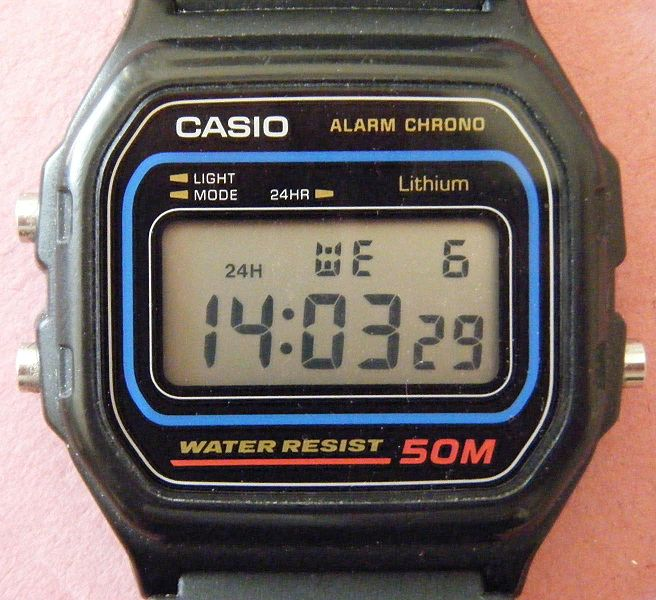 CASIO ALARM CHRONO
LIGHT
MODE 24HR Lithium
24H WE 6
14:03 29
WATER RESIST 50M